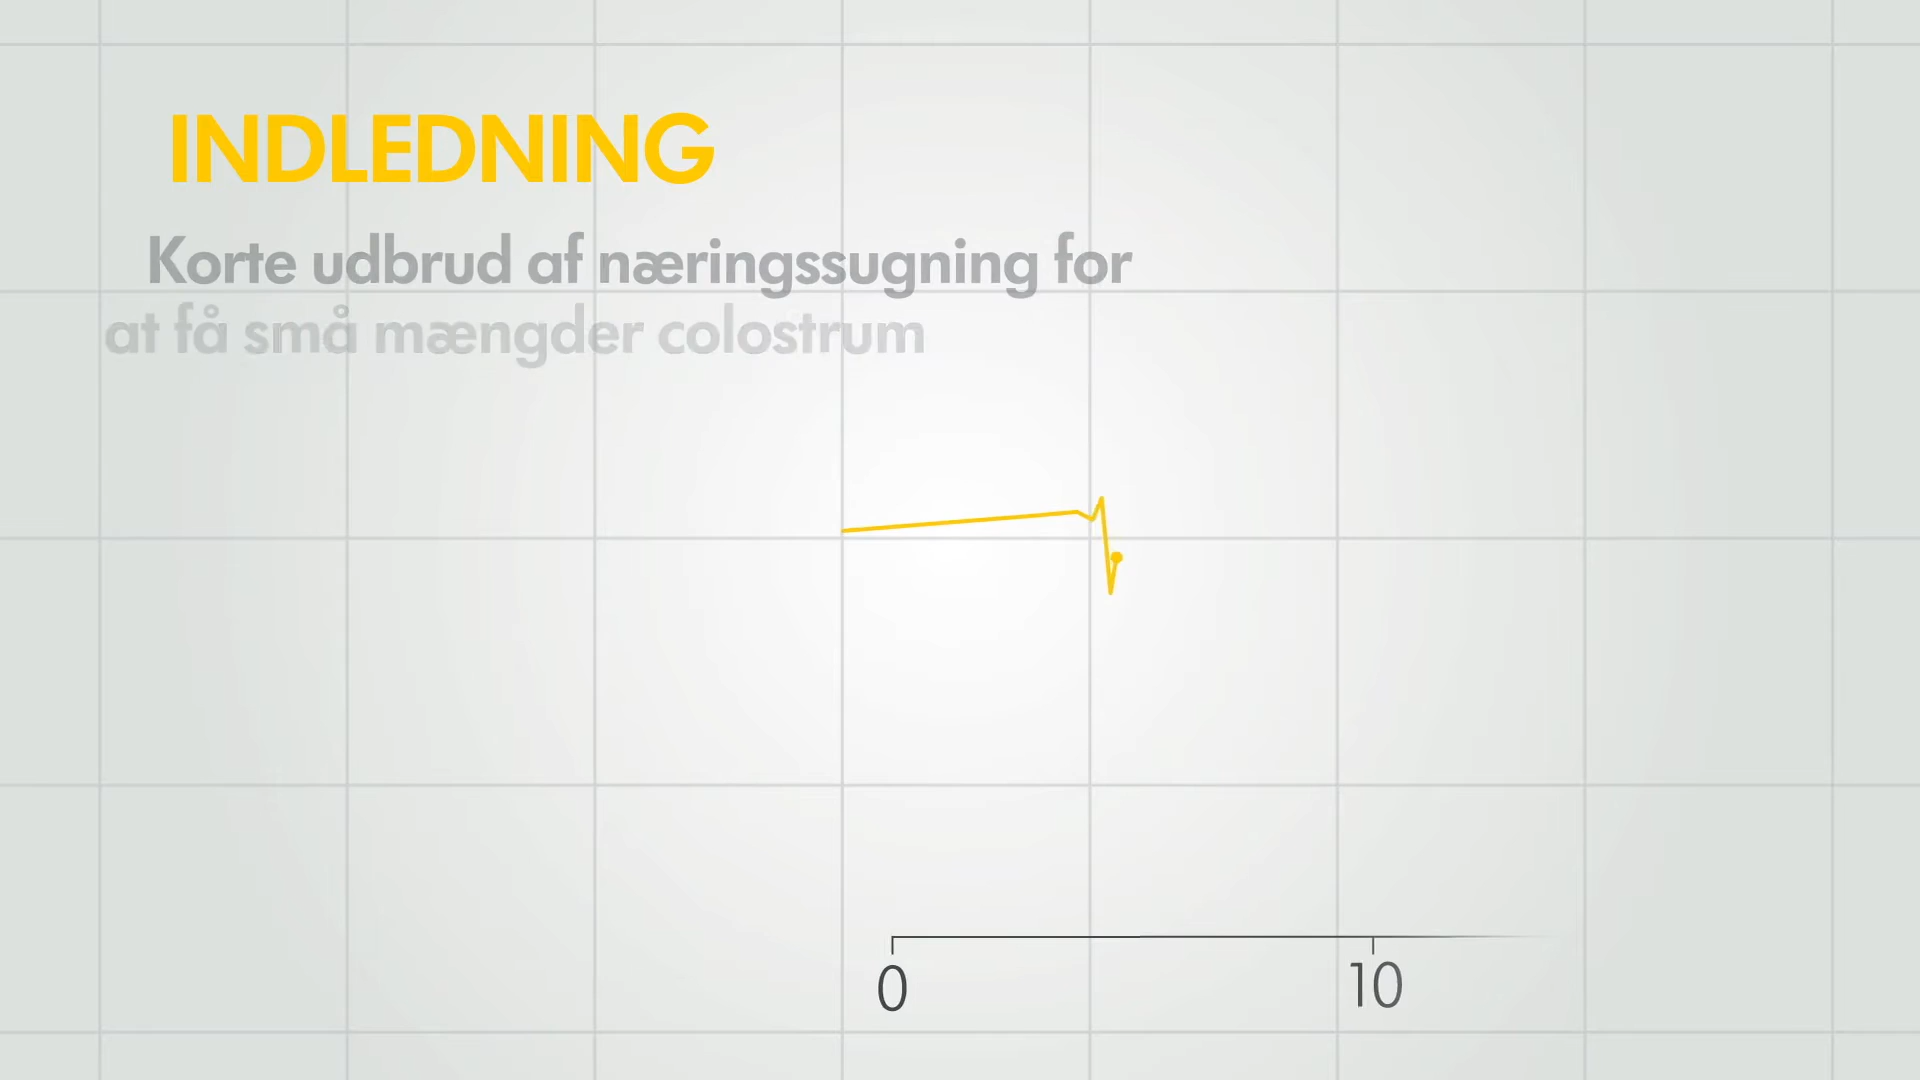 INDLEDNING
Korte udbrud af næringssugning for
at få små mængder colostrum
0 10